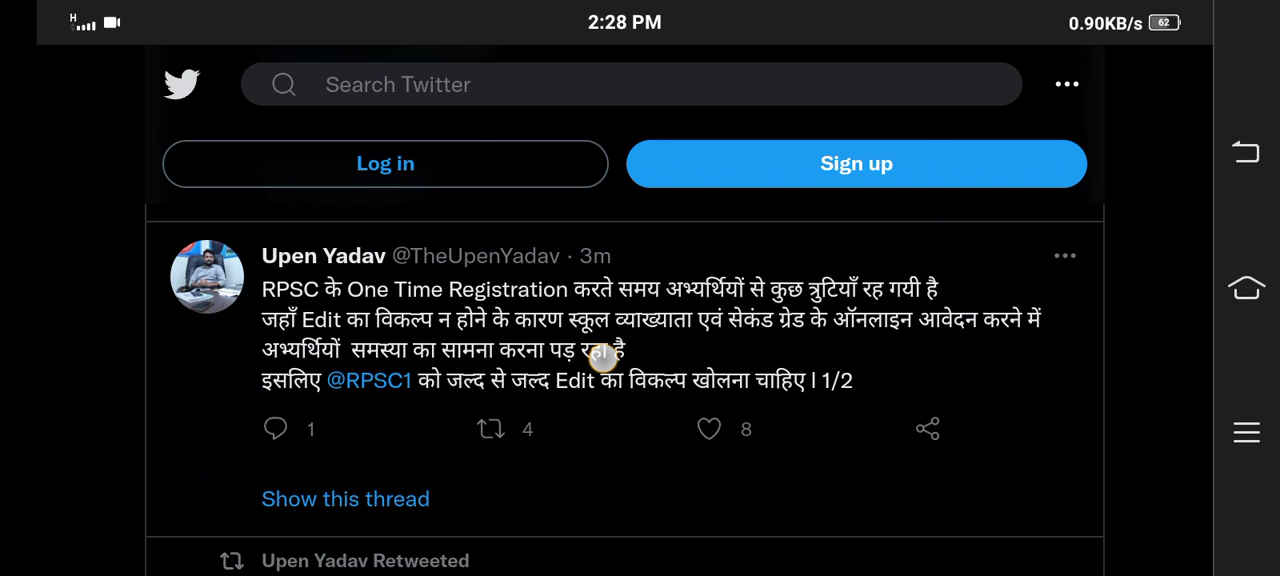 H
2:28 PM
0.90KB/s 62
Search Twitter
Log in
Sign up
Upen Yadav @TheUpenYadav · 3m
RPSC के One Time Registration करते समय अभ्यर्थियों से कुछ त्रुटियाँ रह गयी है
जहाँ Edit का विकल्प न होने के कारण स्कूल व्याख्याता एवं सेकंड ग्रेड के ऑनलाइन आवेदन करने में
अभ्यर्थियों समस्या का सामना करना पड़ रहा है
इसलिए @RPSC1 को जल्द से जल्द Edit का विकल्प खोलना चाहिए l 1/2
1 4 8
Show this thread
Upen Yadav Retweeted